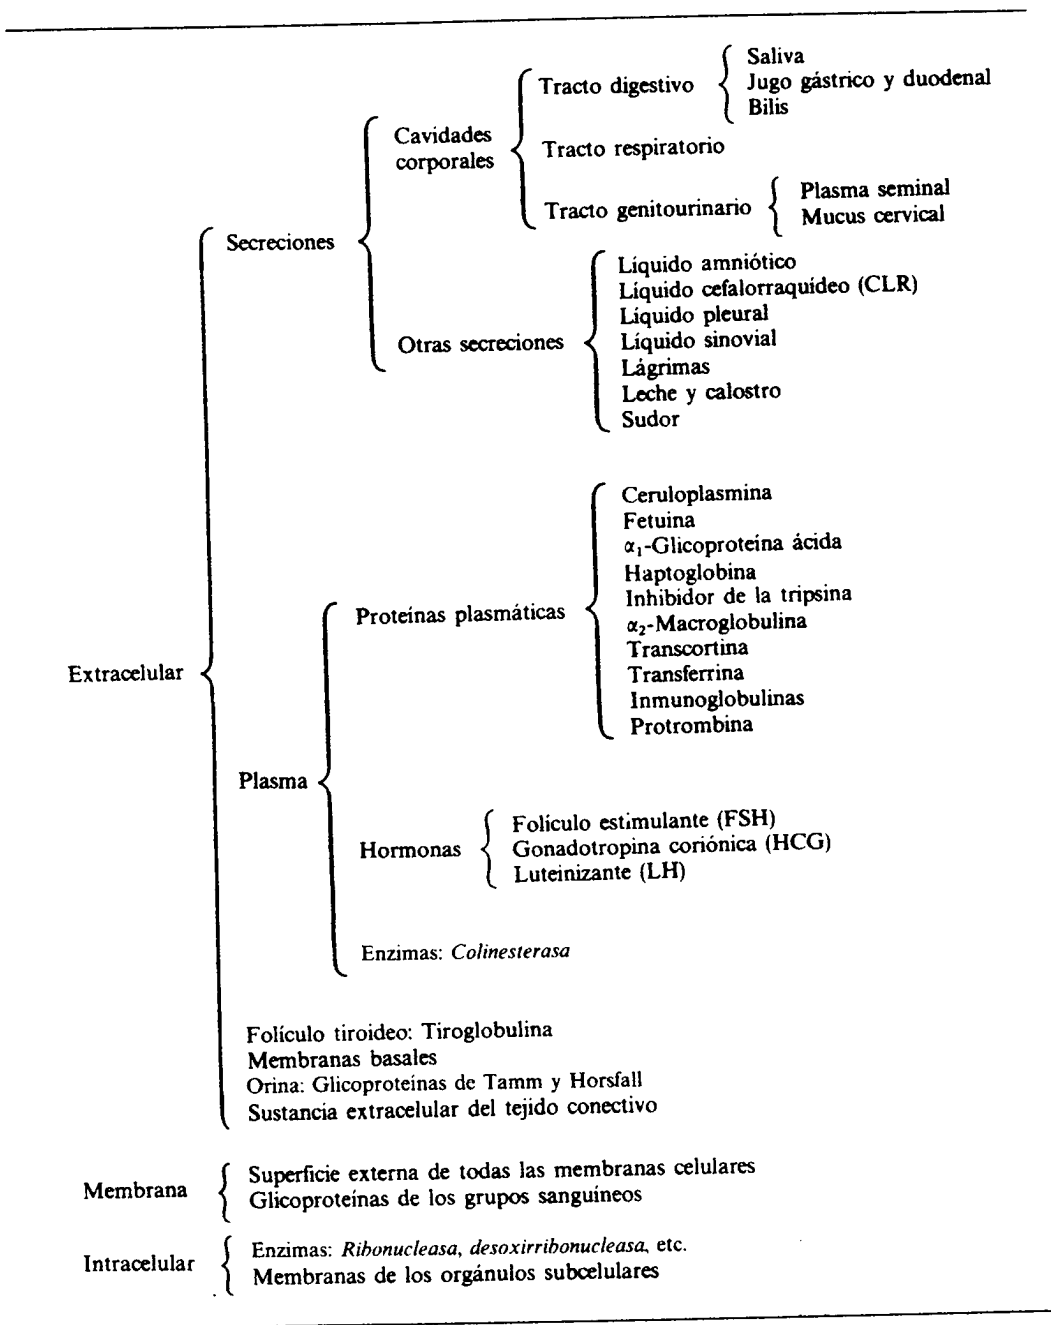 Tracto digestivo
Saliva
Jugo gástrico y duodenal
Bilis
Cavidades
corporales
Tracto respiratorio
Tracto genitourinario
Plasma seminal
Mucus cervical
Secreciones
Otras secreciones
Líquido amniótico
Líquido cefalorraquídeo (CLR)
Líquido pleural
Líquido sinovial
Lágrimas
Leche y calostro
Sudor
Extracelular
Plasma
Proteínas plasmáticas
Ceruloplasmina
Fetuina
α₁-Glicoproteína ácida
Haptoglobina
Inhibidor de la tripsina
α₂-Macroglobulina
Transcortina
Transferrina
Inmunoglobulinas
Protrombina
Hormonas
Folículo estimulante (FSH)
Gonadotropina coriónica (HCG)
Luteinizante (LH)
Enzimas: Colinesterasa
Folículo tiroideo: Tiroglobulina
Membranas basales
Orina: Glicoproteínas de Tamm y Horsfall
Sustancia extracelular del tejido conectivo
Membrana
Superficie externa de todas las membranas celulares
Glicoproteínas de los grupos sanguíneos
Intracelular
Enzimas: Ribonucleasa, desoxirribonucleasa, etc.
Membranas de los orgánulos subcelulares